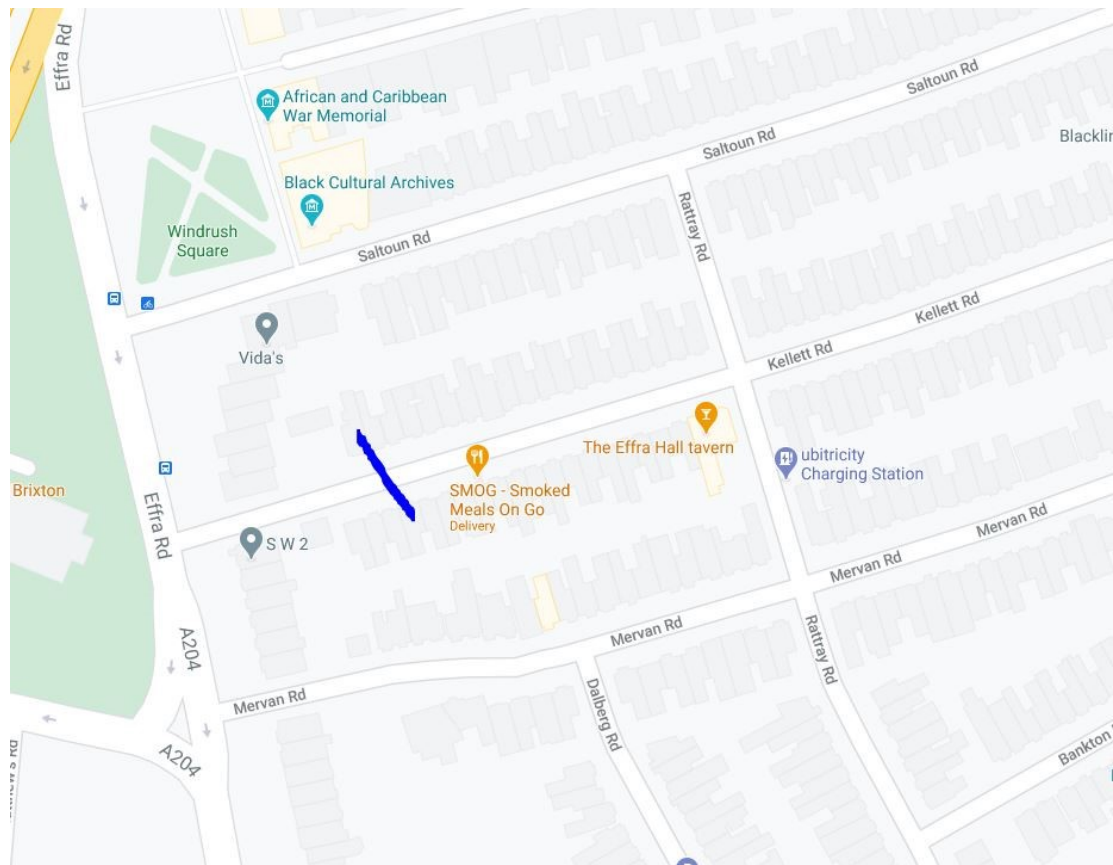 Effra Rd
African and Caribbean
War Memorial
Saltoun Rd
Saltoun Rd
Blacklin
Black Cultural Archives
Windrush
Square
Saltoun Rd
Rattray Rd
Kellett Rd
Vida's
Kellett Rd
The Effra Hall tavern
ubitricity
Charging Station
Brixton
SMOG - Smoked
Meals On Go
Delivery
Effra Rd
S W 2
Mervan Rd
Mervan Rd
A204
Mervan Rd
Rattray Rd
Mervan Rd
Dalberg Rd
A204
Bankton